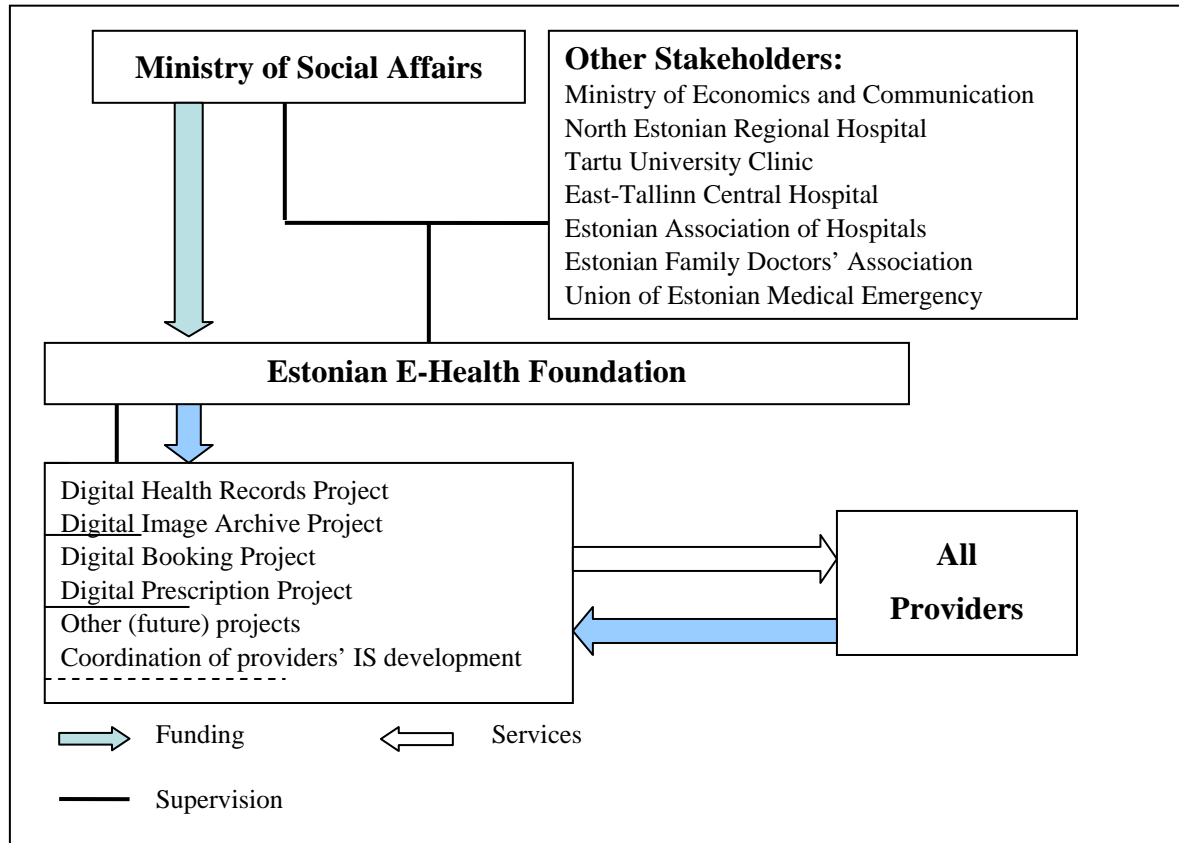 Ministry of Social Affairs
Other Stakeholders:
Ministry of Economics and Communication
North Estonian Regional Hospital
Tartu University Clinic
East-Tallinn Central Hospital
Estonian Association of Hospitals
Estonian Family Doctors’ Association
Union of Estonian Medical Emergency
Estonian E-Health Foundation
Digital Health Records Project
Digital Image Archive Project
Digital Booking Project
Digital Prescription Project
Other (future) projects
Coordination of providers’ IS development
All
Providers
Funding
Services
Supervision